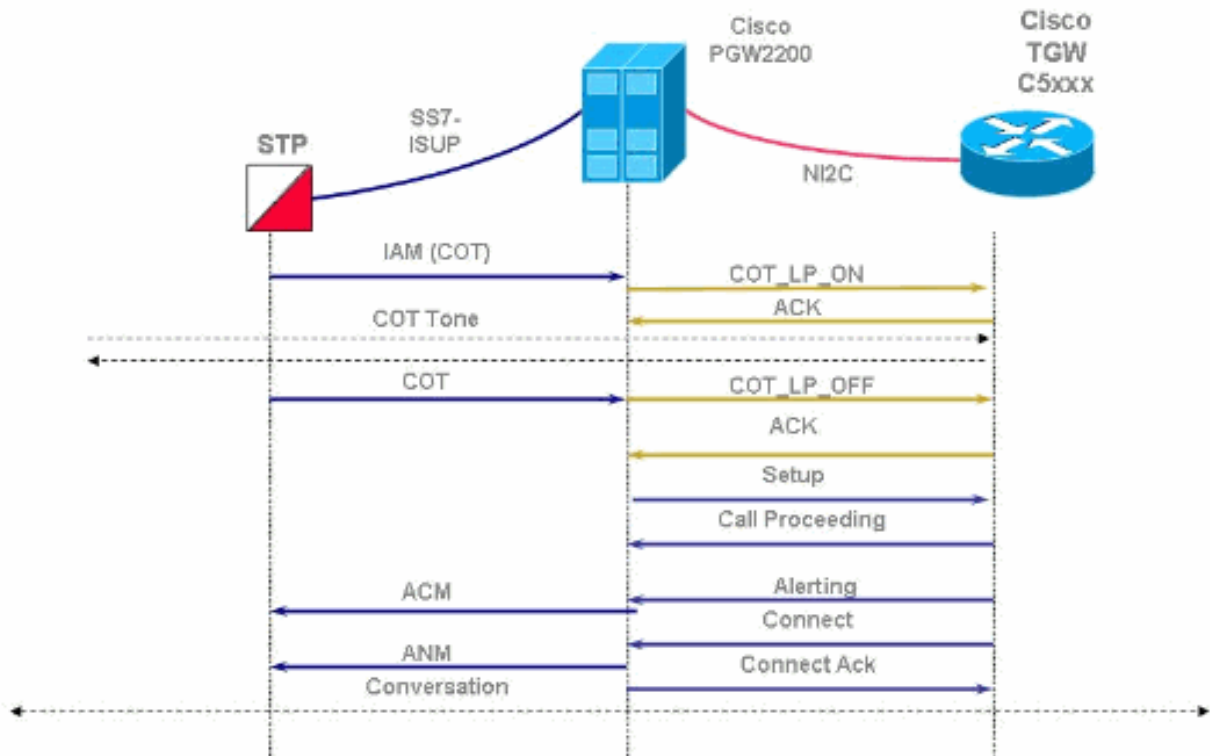 Cisco
PGW2200
Cisco
TGW
C5xxx
SS7-
ISUP
STP
NI2C
IAM (COT)
COT_LP_ON
ACK
COT Tone
COT
COT_LP_OFF
ACK
Setup
Call Proceeding
Alerting
ACM
Connect
ANM
Connect Ack
Conversation